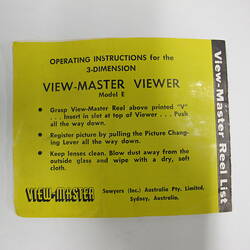 OPERATING INSTRUCTIONS for the
3-DIMENSION
VIEW-MASTER VIEWER
Model E
● Grasp View-Master Reel above printed "V"
. . . Insert in slot at top of Viewer . . . Push
all the way down.
● Register picture by pulling the Picture Chang-
ing Lever all the way down.
● Keep lenses clean. Blow dust away from the
outside glass and wipe with a dry, soft
cloth.
VIEW-MASTER
Sawyers (Inc.) Australia Pty. Limited,
Sydney, Australia.
View-Master Reel List